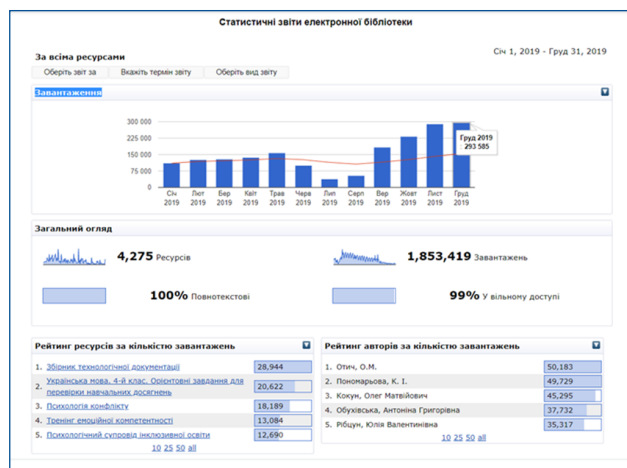 Статистичні звіти електронної бібліотеки
Січ 1, 2019 - Груд 31, 2019
За всіма ресурсами
Оберіть звіт за Вкажіть термін звіту Оберіть вид звіту
Завантаження
300 000
225 000
150 000
75 000
0
Груд 2019
293 585
Січ Лют Бер Квіт Трав Черв Лип Серп Вер Жовт Лист Груд
2019 2019 2019 2019 2019 2019 2019 2019 2019 2019 2019 2019
Загальний огляд
4,275 Ресурсів
1,853,419 Завантажень
100% Повнотекстові
99% У вільному доступі
Рейтинг ресурсів за кількістю завантажень
1. Збірник технологічної документації 28,944
2. Українська мова. 4-й клас. Орієнтовні завдання для
перевірки навчальних досягнень 20,622
3. Психологія конфлікту 18,189
4. Тренінг емоційної компетентності 13,084
5. Психологічний супровід інклюзивної освіти 12,690
10 25 50 all
Рейтинг авторів за кількістю завантажень
1. Отич, О.М. 50,183
2. Пономарьова, К. І. 49,729
3. Кокун, Олег Матвійович 45,295
4. Обухівська, Антоніна Григорівна 37,732
5. Рібцун, Юлія Валентинівна 35,317
10 25 50 all